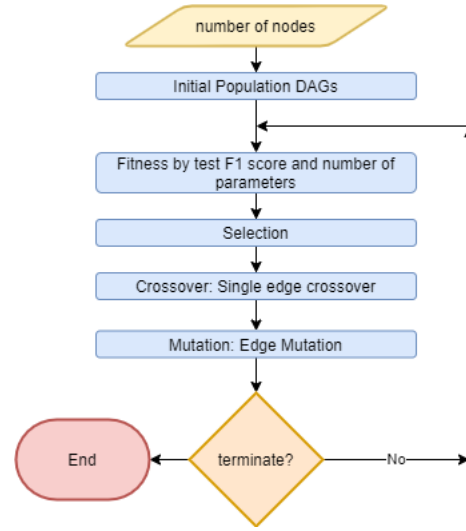 number of nodes
Initial Population DAGs
Fitness by test F1 score and number of
parameters
Selection
Crossover: Single edge crossover
Mutation: Edge Mutation
End
terminate?
No